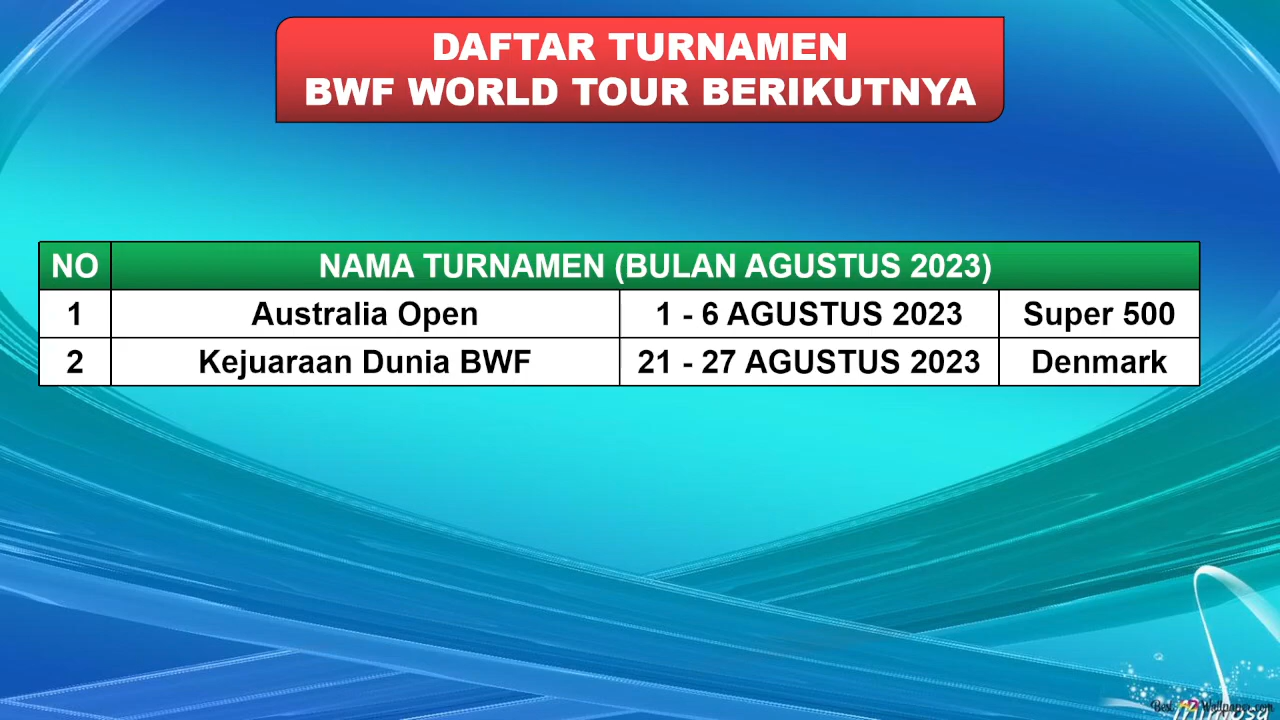 DAFTAR TURNAMEN
BWF WORLD TOUR BERIKUTNYA
NO NAMA TURNAMEN (BULAN AGUSTUS 2023)
1 Australia Open 1 - 6 AGUSTUS 2023 Super 500
2 Kejuaraan Dunia BWF 21 - 27 AGUSTUS 2023 Denmark